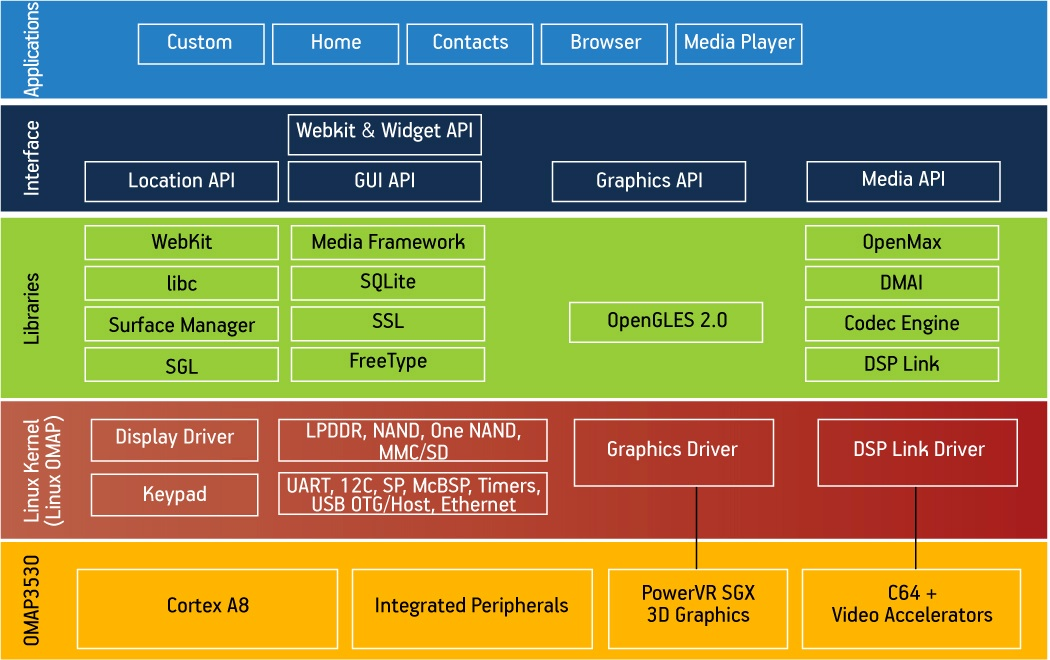 Applications
Custom
Home
Contacts
Browser
Media Player
Interface
Webkit & Widget API
Location API
GUI API
Graphics API
Media API
Libraries
WebKit
Media Framework
OpenMax
libc
SQLite
DMAI
Surface Manager
SSL
OpenGLES 2.0
Codec Engine
SGL
FreeType
DSP Link
Linux Kernel
(Linux OMAP)
Display Driver
LPDDR, NAND, One NAND,
MMC/SD
Graphics Driver
DSP Link Driver
Keypad
UART, 12C, SP, McBSP, Timers,
USB OTG/Host, Ethernet
OMAP3530
Cortex A8
Integrated Peripherals
PowerVR SGX
3D Graphics
C64 +
Video Accelerators